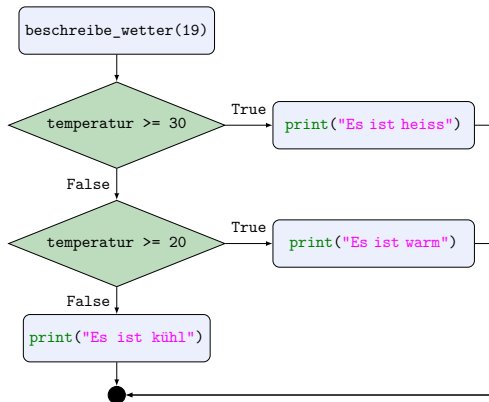 beschreibe_wetter(19)
temperatur >= 30
True
print("Es ist heiss")
False
temperatur >= 20
True
print("Es ist warm")
False
print("Es ist kühl")